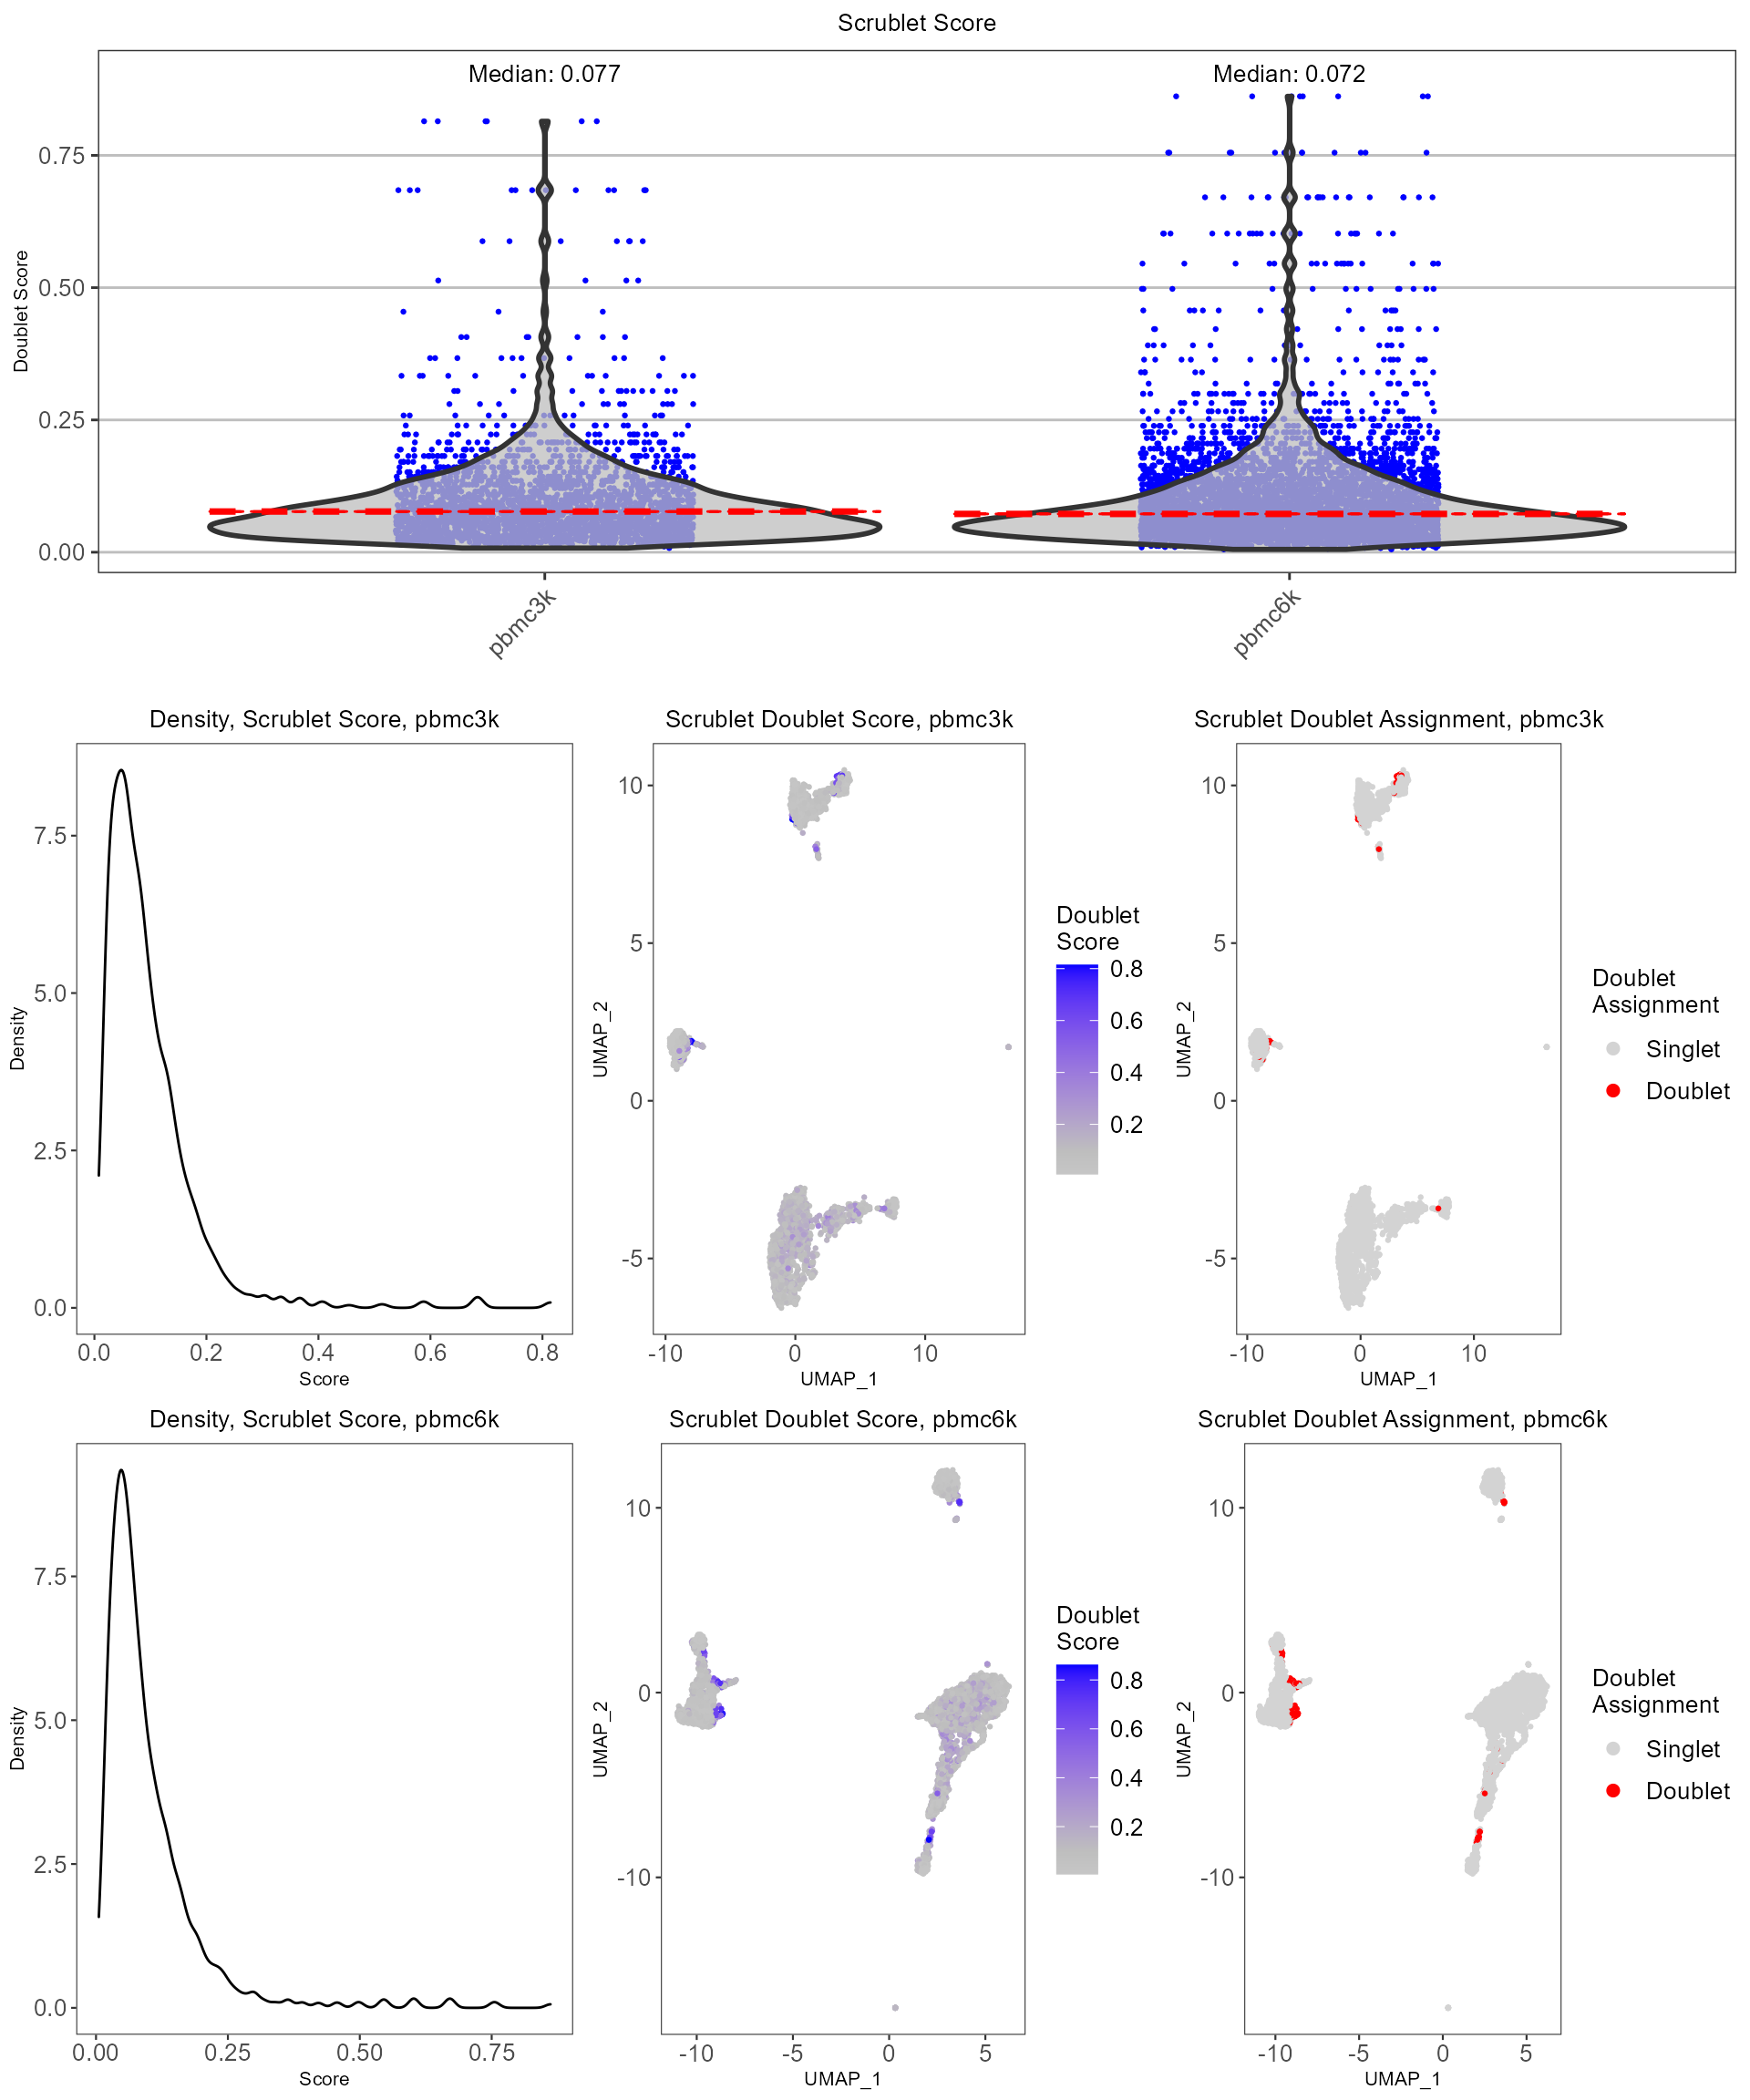 Scrublet Score
Median: 0.077
Median: 0.072
Doublet Score
0.75
0.50
0.25
0.00
pbmc3k
pbmc6k
Density, Scrublet Score, pbmc3k
Density
7.5
5.0
2.5
0.0
0.0 0.2 0.4 0.6 0.8
Score
Scrublet Doublet Score, pbmc3k
UMAP_2
10
5
0
-5
-10 0 10
UMAP_1
Doublet
Score
0.8
0.6
0.4
0.2
Scrublet Doublet Assignment, pbmc3k
UMAP_2
10
5
0
-5
-10 0 10
UMAP_1
Doublet
Assignment
Singlet
Doublet
Density, Scrublet Score, pbmc6k
Density
7.5
5.0
2.5
0.0
0.00 0.25 0.50 0.75
Score
Scrublet Doublet Score, pbmc6k
UMAP_2
10
0
-10
-10 -5 0 5
UMAP_1
Doublet
Score
0.8
0.6
0.4
0.2
Scrublet Doublet Assignment, pbmc6k
UMAP_2
10
0
-10
-10 -5 0 5
UMAP_1
Doublet
Assignment
Singlet
Doublet